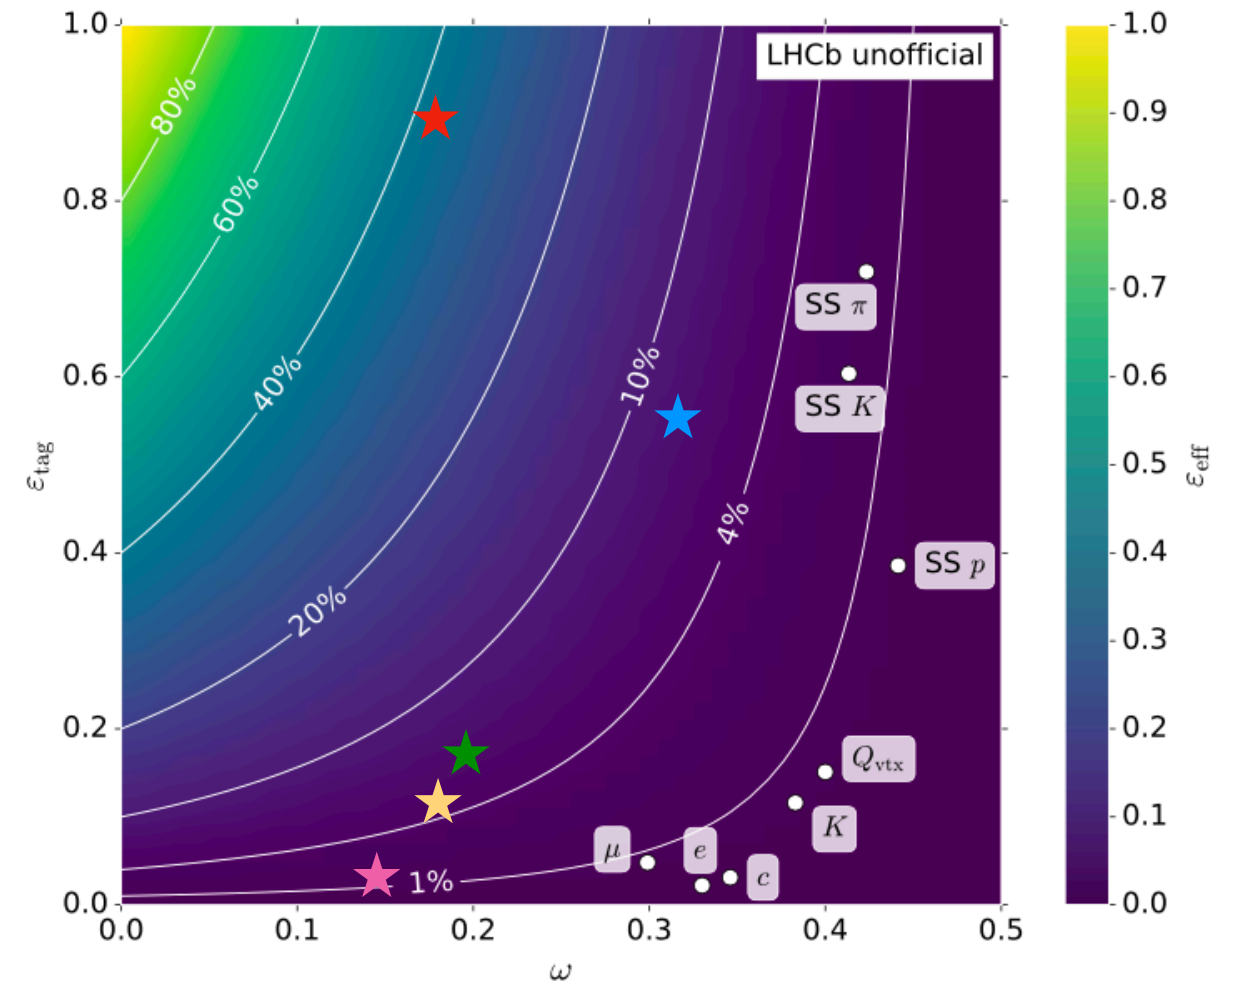 LHCb unofficial
80%
60%
40%
20%
10%
4%
1%
SS π
SS K
SS p
Q_vtx
K
μ
e
c
1.0
0.8
0.6
0.4
0.2
0.0
ε_tag
0.0 0.1 0.2 0.3 0.4 0.5
ω
1.0
0.9
0.8
0.7
0.6
0.5
0.4
0.3
0.2
0.1
0.0
ε_eff